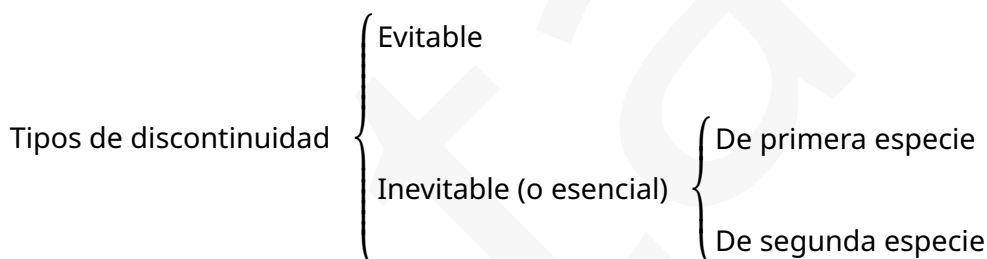 Evitable
Tipos de discontinuidad
De primera especie
Inevitable (o esencial)
De segunda especie